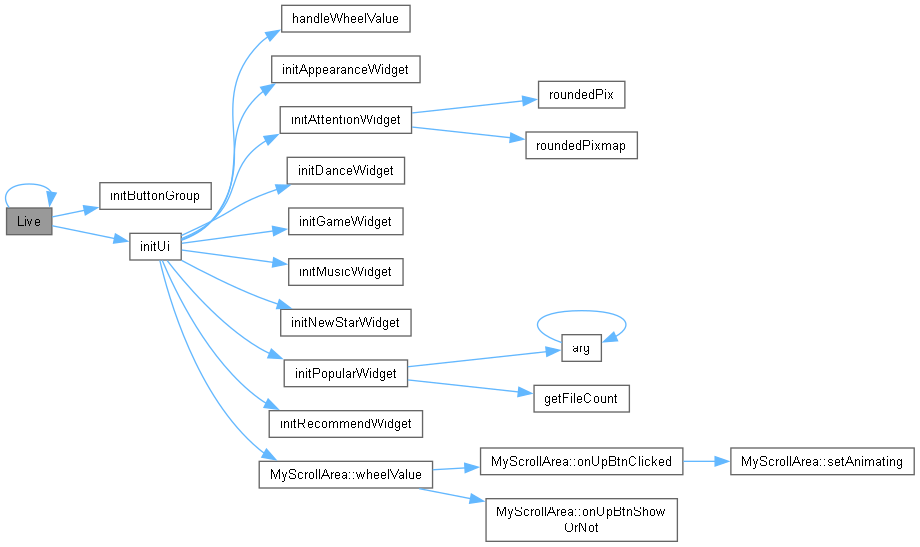 handleWheelValue
initAppearanceWidget
roundedPix
initAttentionWidget
roundedPixmap
initDanceWidget
initButtonGroup
Live
initGameWidget
initUi
initMusicWidget
initNewStarWidget
arg
initPopularWidget
getFileCount
initRecommendWidget
MyScrollArea::onUpBtnClicked
MyScrollArea::setAnimating
MyScrollArea::wheelValue
MyScrollArea::onUpBtnShow
OrNot